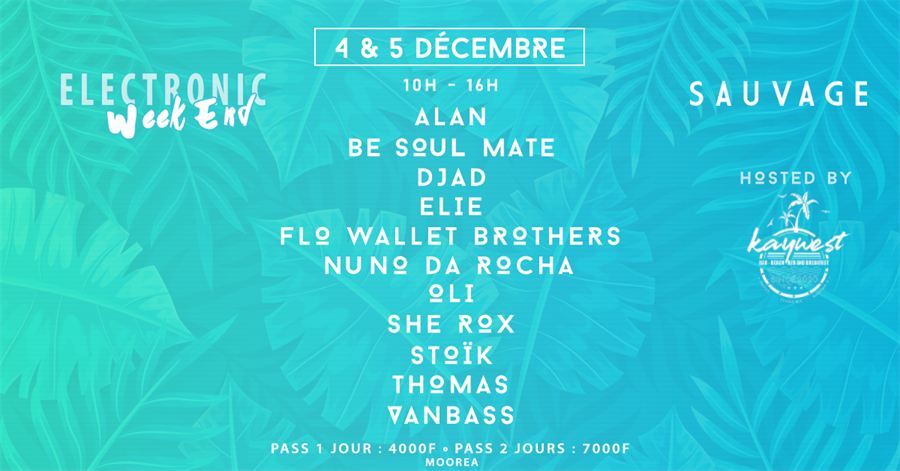 4 & 5 DÉCEMBRE
10H - 16H
ELECTRONIC
Week End
SAUVAGE
ALAN
BE SOUL MATE
DJAD
ELIE
FLO WALLET BROTHERS
NUNO DA ROCHA
OLI
SHE ROX
STOÏK
THOMAS
VANBASS
HOSTED BY
kaywest
PASS 1 JOUR : 4000F • PASS 2 JOURS : 7000F
MOOREA